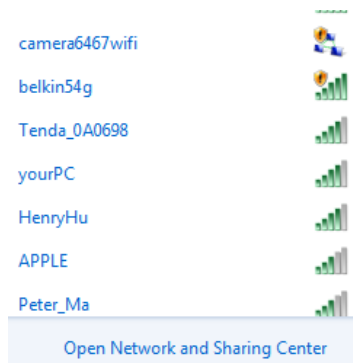 camera6467wifi
belkin54g
Tenda_0A0698
yourPC
HenryHu
APPLE
Peter_Ma
Open Network and Sharing Center